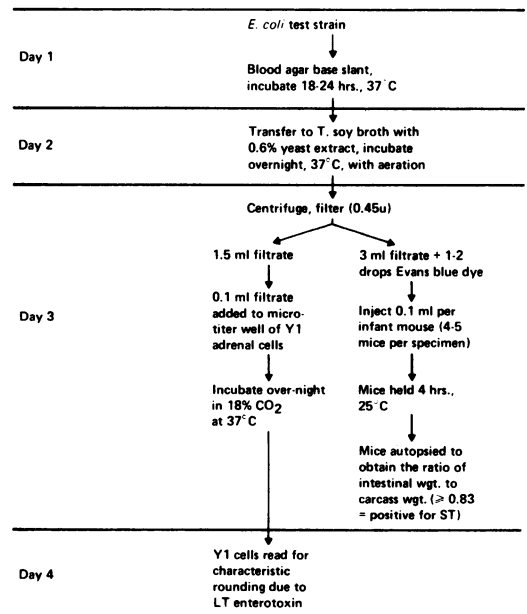 E. coli test strain
Day 1
Blood agar base slant,
incubate 18-24 hrs., 37°C
Day 2
Transfer to T. soy broth with
0.6% yeast extract, incubate
overnight, 37°C, with aeration
Centrifuge, filter (0.45u)
Day 3
1.5 ml filtrate
0.1 ml filtrate
added to micro-
titer well of Y1
adrenal cells
Incubate over-night
in 18% CO2
at 37°C
3 ml filtrate + 1-2
drops Evans blue dye
Inject 0.1 ml per
infant mouse (4-5
mice per specimen)
Mice held 4 hrs.,
25°C
Mice autopsied to
obtain the ratio of
intestinal wgt. to
carcass wgt. (≥ 0.83
= positive for ST)
Day 4
Y1 cells read for
characteristic
rounding due to
LT enterotoxin